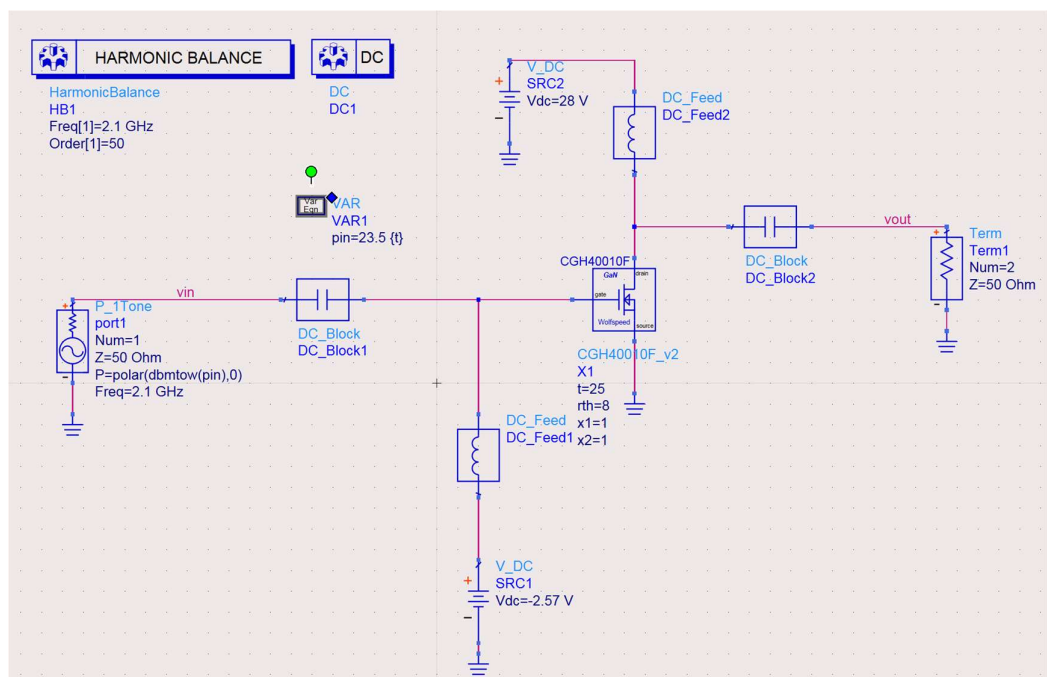 HARMONIC BALANCE
HarmonicBalance
HB1
Freq[1]=2.1 GHz
Order[1]=50
DC
DC
DC1
V_DC
SRC2
Vdc=28 V
DC_Feed
DC_Feed2
Var
Eqn
VAR
VAR1
pin=23.5 {t}
vin
P_1Tone
port1
Num=1
Z=50 Ohm
P=polar(dbmtow(pin),0)
Freq=2.1 GHz
DC_Block
DC_Block1
CGH40010F
GaN
drain
gate
Wolfspeed
source
CGH40010F_v2
X1
t=25
rth=8
x1=1
x2=1
DC_Block
DC_Block2
vout
Term
Term1
Num=2
Z=50 Ohm
DC_Feed
DC_Feed1
V_DC
SRC1
Vdc=-2.57 V